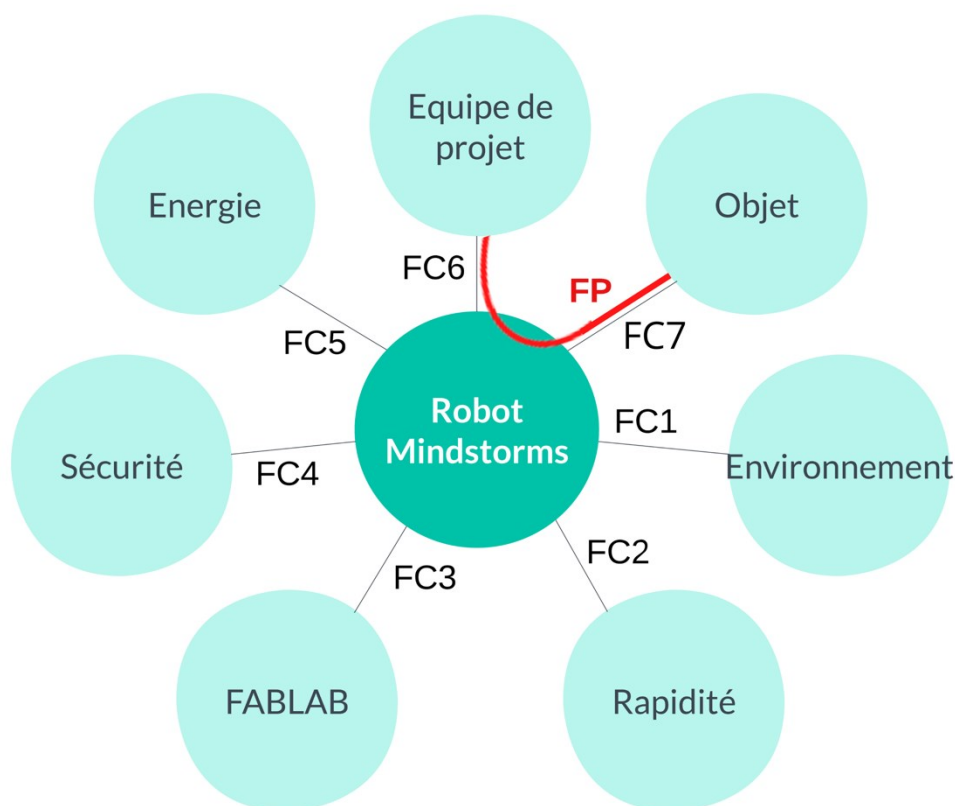 Equipe de
projet
Energie
Objet
FC6
FP
FC5
FC7
Robot
Mindstorms
FC1
Sécurité
FC4
Environnement
FC3
FC2
FABLAB
Rapidité